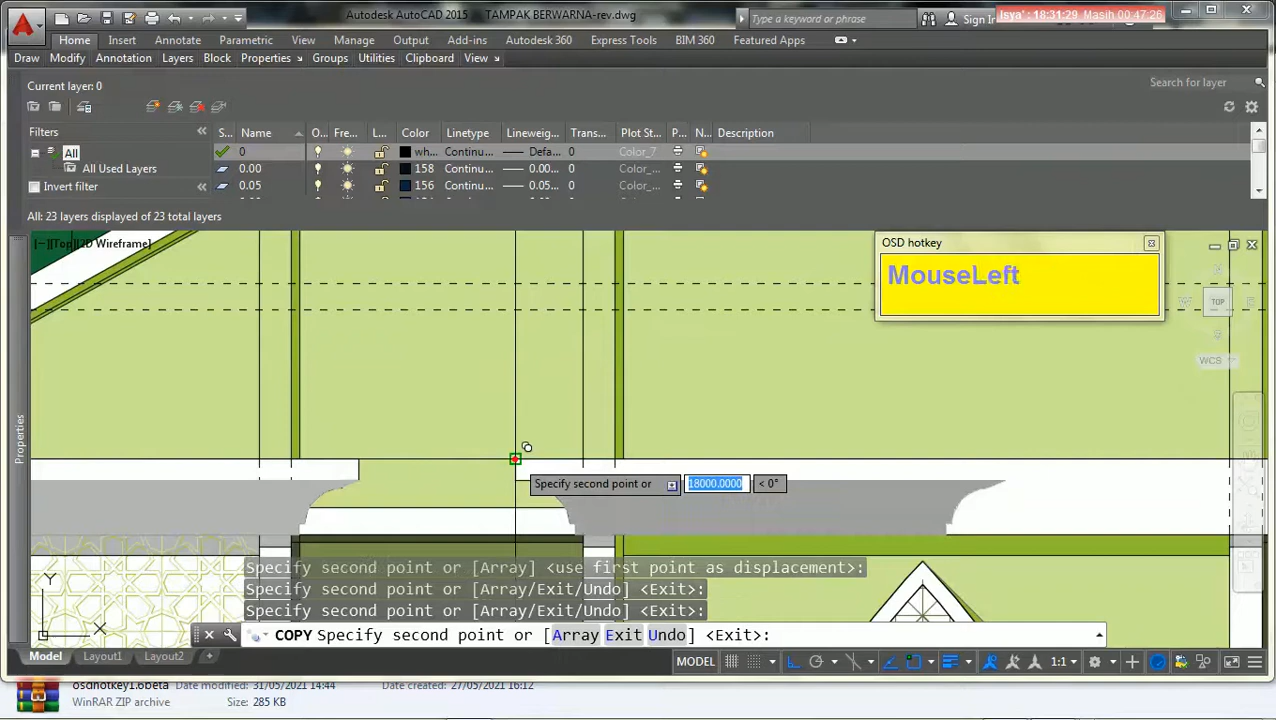 Autodesk AutoCAD 2015 TAMPAK BERWARNA-rev.dwg
Type a keyword or phrase
Sign In
Isya': 18:31:29 Masih 00:47:26
Home Insert Annotate Parametric View Manage Output Add-ins Autodesk 360 Express Tools BIM 360 Featured Apps
Draw Modify Annotation Layers Block Properties Groups Utilities Clipboard View
Current layer: 0
Search for layer
Filters
S... Name O... Fre... L... Color Linetype Lineweig... Trans... Plot St... P... N... Description
All
0 wh... Continu... Defa... 0 Color_7
All Used Layers
0.00 158 Continu... 0.00... 0 Color_...
Invert filter
0.05 156 Continu... 0.05... 0 Color_...
All: 23 layers displayed of 23 total layers
[−][Top][2D Wireframe]
OSD hotkey
MouseLeft
TOP
WCS
Properties
Specify second point or
18000.0000
< 0°
Specify second point or [Array] <use first point as displacement>:
Specify second point or [Array/Exit/Undo] <Exit>:
Specify second point or [Array/Exit/Undo] <Exit>:
COPY Specify second point or [Array Exit Undo] <Exit>:
Y
X
Model Layout1 Layout2 +
MODEL
1:1
osdhotkey1.6beta Date modified: 31/05/2021 14:44 Date created: 27/05/2021 16:12
WinRAR ZIP archive Size: 285 KB